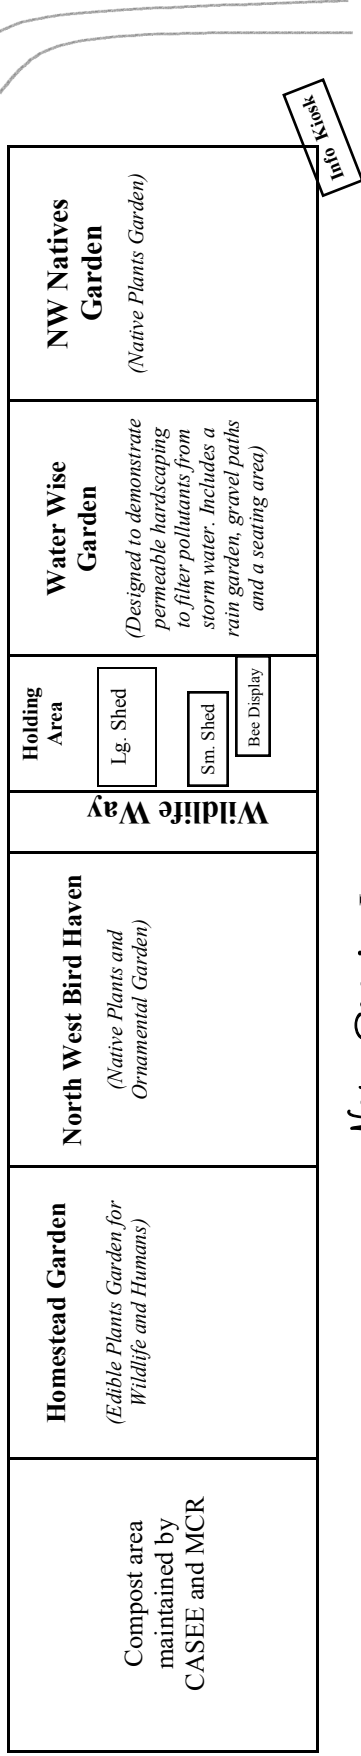 Compost area
maintained by
CASEE and MCR
Homestead Garden
(Edible Plants Garden for
Wildlife and Humans)
North West Bird Haven
(Native Plants and
Ornamental Garden)
Wildlife Way
Holding
Area
Lg. Shed
Sm. Shed
Bee Display
Water Wise
Garden
(Designed to demonstrate
permeable hardscaping
to filter pollutants from
storm water. Includes a
rain garden, gravel paths
and a seating area)
NW Natives
Garden
(Native Plants Garden)
Info Kiosk